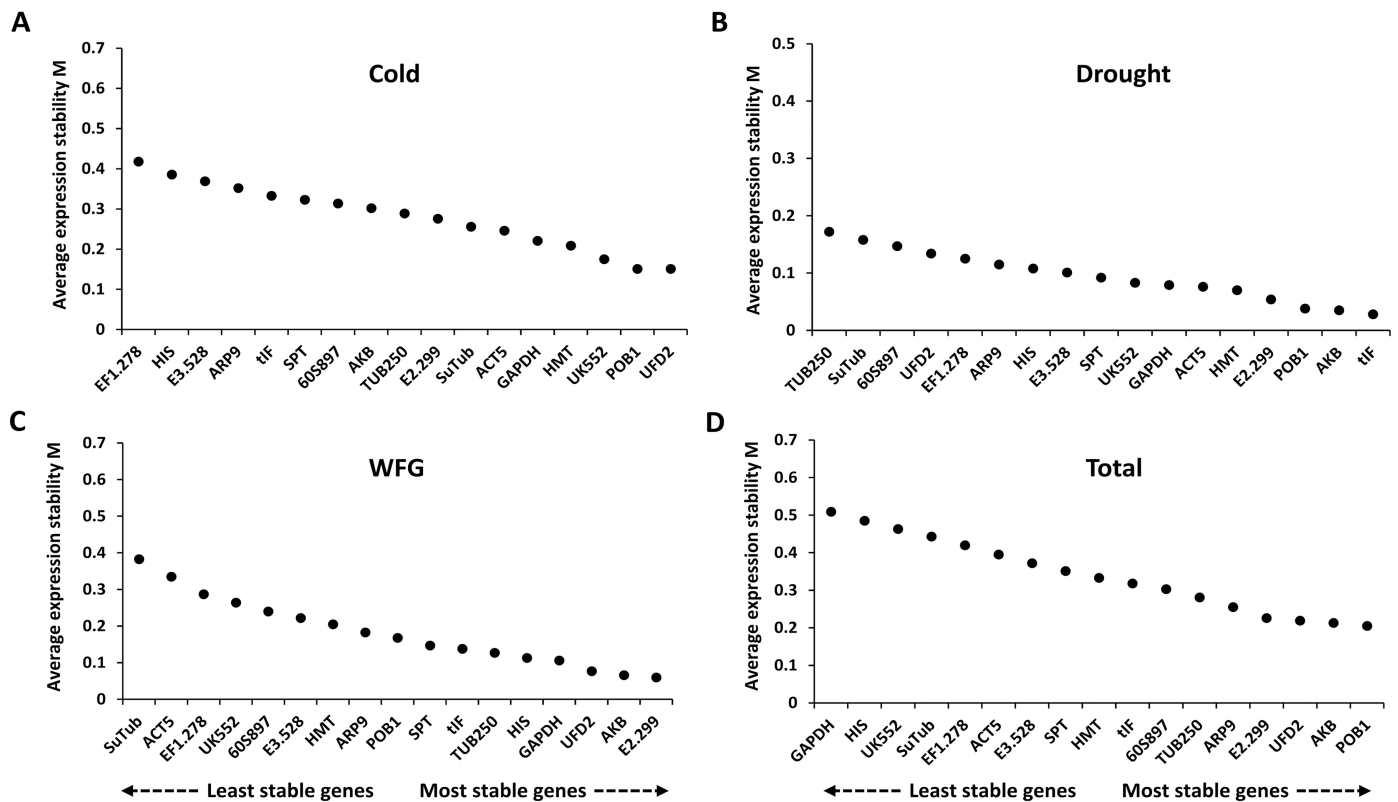 A
Cold
Average expression stability M
0.7
0.6
0.5
0.4
0.3
0.2
0.1
0
EF1.278 HIS E3.528 ARP9 tIF SPT 60S897 AKB TUB250 E2.299 SuTub ACT5 GAPDH HMT UK552 POB1 UFD2
B
Drought
Average expression stability M
0.5
0.4
0.3
0.2
0.1
0
TUB250 SuTub 60S897 UFD2 EF1.278 ARP9 HIS E3.528 SPT UK552 GAPDH ACT5 HMT E2.299 POB1 AKB tIF
C
WFG
Average expression stability M
0.7
0.6
0.5
0.4
0.3
0.2
0.1
0
SuTub ACT5 EF1.278 UK552 60S897 E3.528 HMT ARP9 POB1 SPT tIF TUB250 HIS GAPDH UFD2 AKB E2.299
Least stable genes Most stable genes
D
Total
Average expression stability M
0.7
0.6
0.5
0.4
0.3
0.2
0.1
0
GAPDH HIS UK552 SuTub EF1.278 ACT5 E3.528 SPT HMT tIF 60S897 TUB250 ARP9 E2.299 UFD2 AKB POB1
Least stable genes Most stable genes